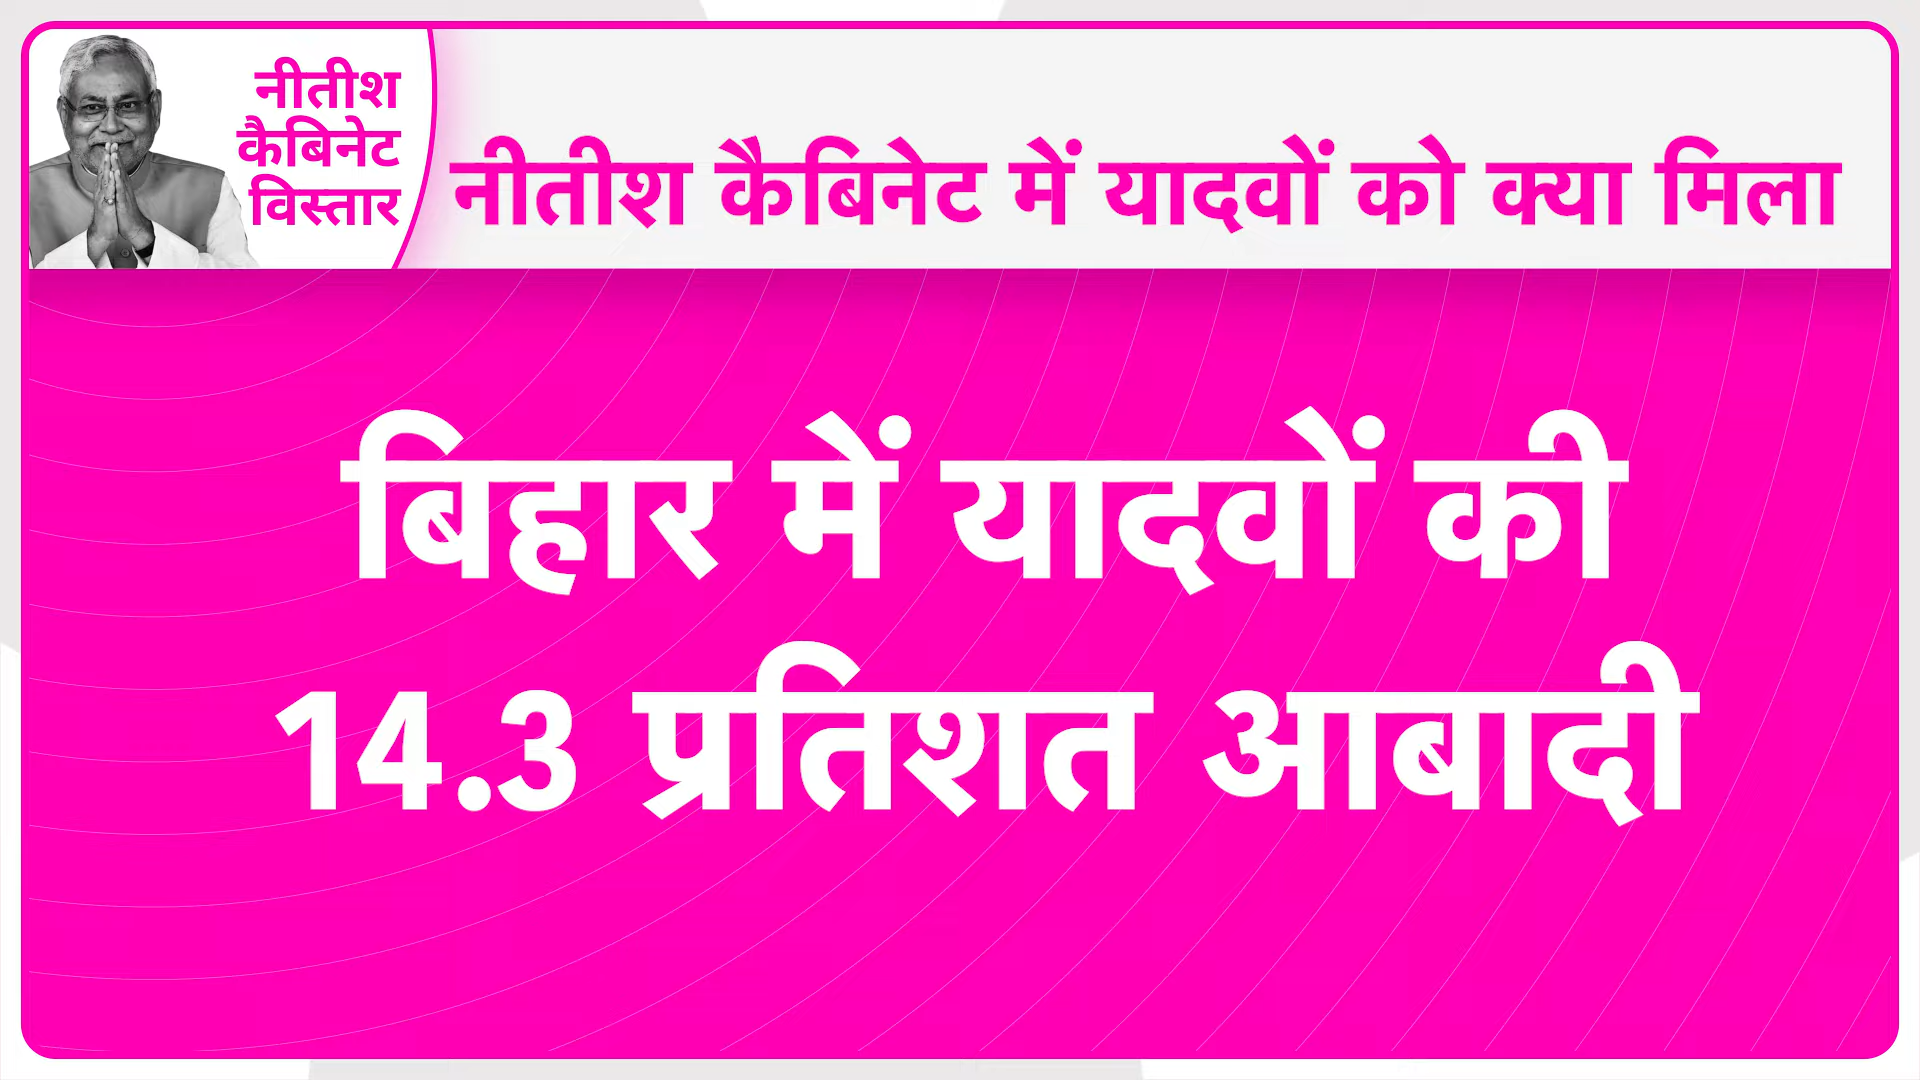 नीतीश
कैबिनेट
विस्तार
नीतीश कैबिनेट में यादवों को क्या मिला
बिहार में यादवों की
14.3 प्रतिशत आबादी